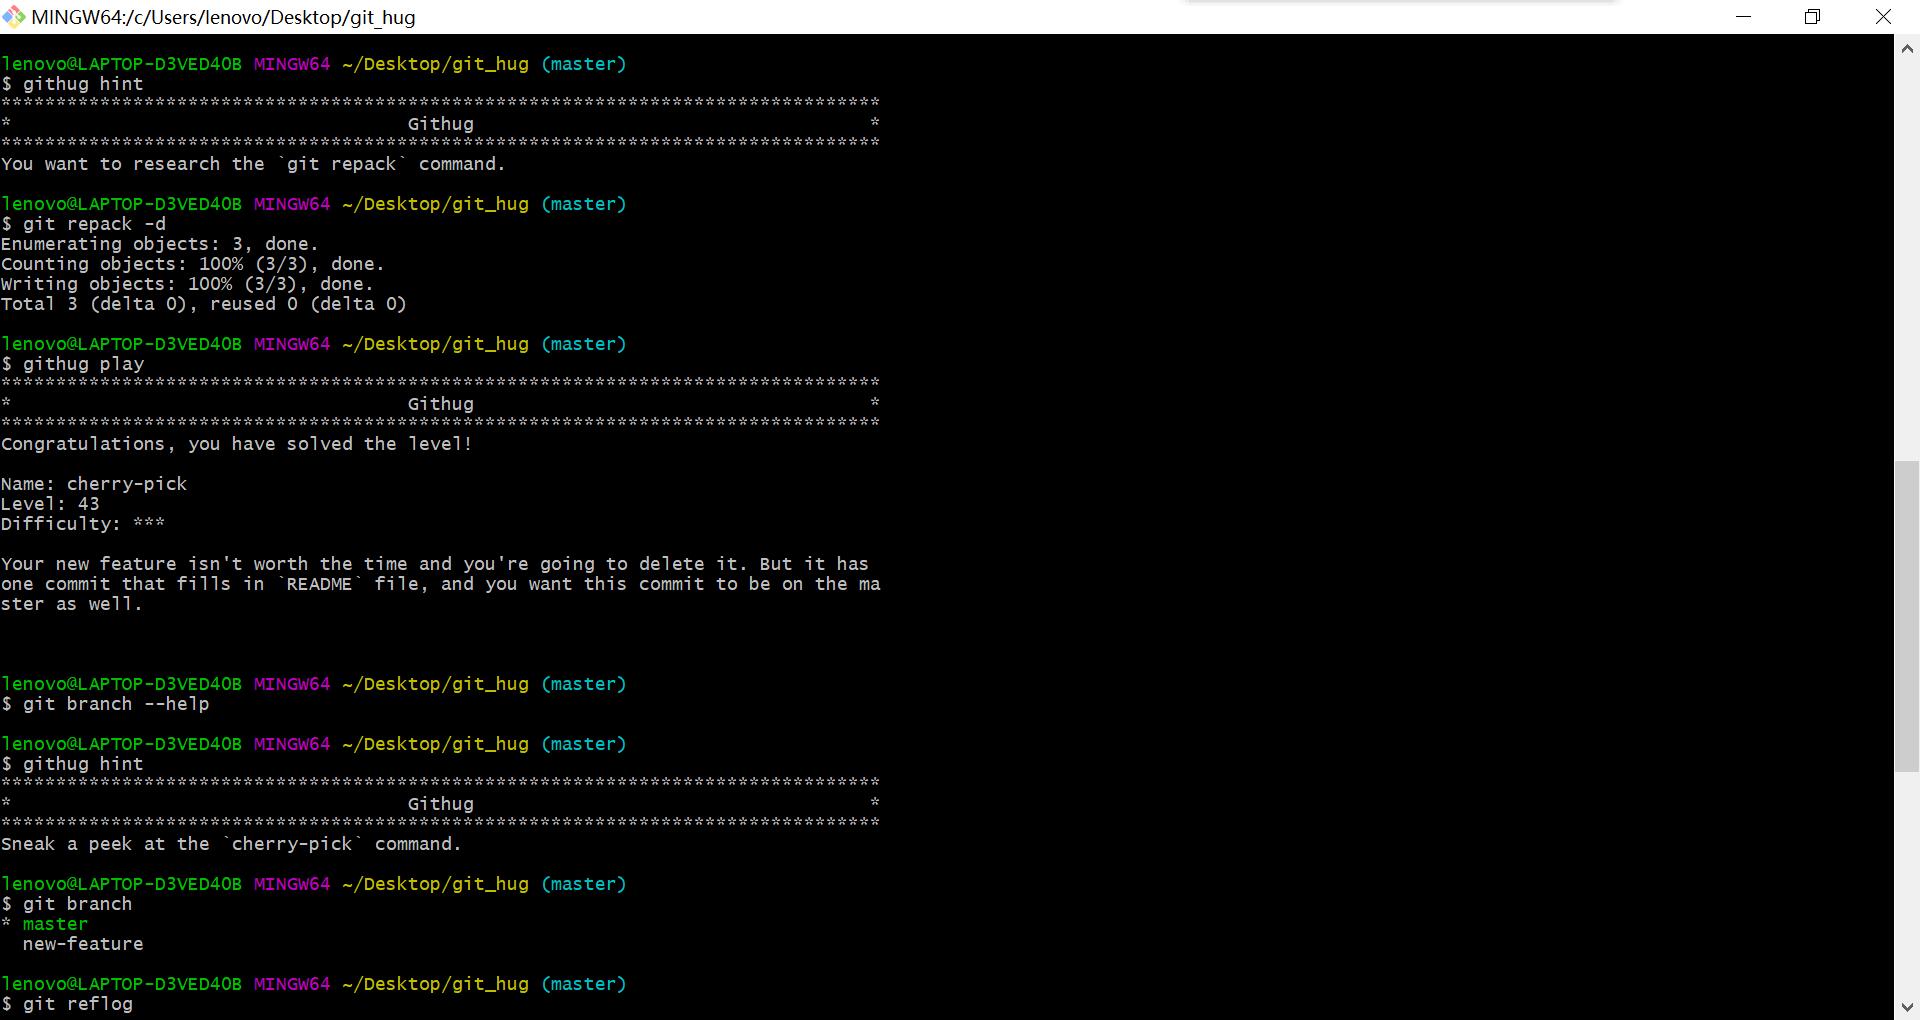 MINGW64:/c/Users/lenovo/Desktop/git_hug
lenovo@LAPTOP-D3VED40B MINGW64 ~/Desktop/git_hug (master)
$ githug hint
********************************************************************************
*                                    Githug                                    *
********************************************************************************
You want to research the `git repack` command.
lenovo@LAPTOP-D3VED40B MINGW64 ~/Desktop/git_hug (master)
$ git repack -d
Enumerating objects: 3, done.
Counting objects: 100% (3/3), done.
Writing objects: 100% (3/3), done.
Total 3 (delta 0), reused 0 (delta 0)
lenovo@LAPTOP-D3VED40B MINGW64 ~/Desktop/git_hug (master)
$ githug play
********************************************************************************
*                                    Githug                                    *
********************************************************************************
Congratulations, you have solved the level!
Name: cherry-pick
Level: 43
Difficulty: ***
Your new feature isn't worth the time and you're going to delete it. But it has
one commit that fills in `README` file, and you want this commit to be on the ma
ster as well.
lenovo@LAPTOP-D3VED40B MINGW64 ~/Desktop/git_hug (master)
$ git branch --help
lenovo@LAPTOP-D3VED40B MINGW64 ~/Desktop/git_hug (master)
$ githug hint
********************************************************************************
*                                    Githug                                    *
********************************************************************************
Sneak a peek at the `cherry-pick` command.
lenovo@LAPTOP-D3VED40B MINGW64 ~/Desktop/git_hug (master)
$ git branch
* master
  new-feature
lenovo@LAPTOP-D3VED40B MINGW64 ~/Desktop/git_hug (master)
$ git reflog